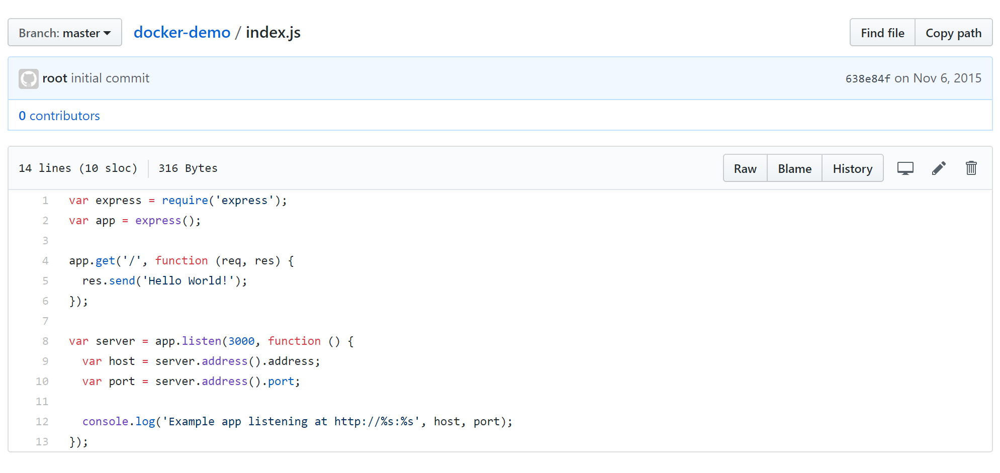 Branch: master docker-demo / index.js Find file Copy path
root initial commit 638e84f on Nov 6, 2015
0 contributors
14 lines (10 sloc) 316 Bytes Raw Blame History
1 var express = require('express');
2 var app = express();
3
4 app.get('/', function (req, res) {
5   res.send('Hello World!');
6 });
7
8 var server = app.listen(3000, function () {
9   var host = server.address().address;
10   var port = server.address().port;
11
12   console.log('Example app listening at http://%s:%s', host, port);
13 });